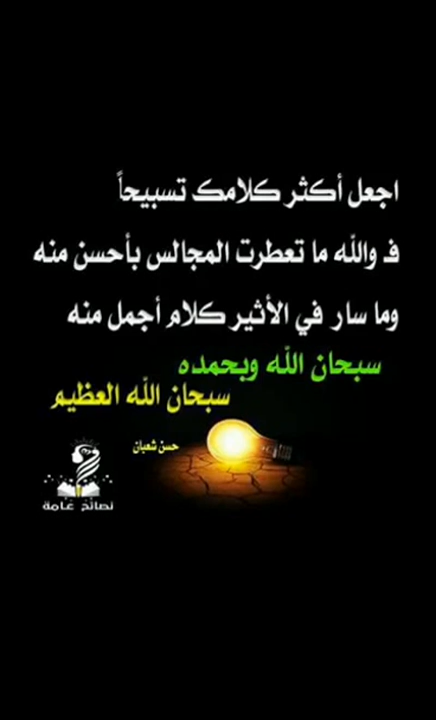 اجعل أكثر كلامك تسبيحاً
فـ والله ما تعطرت المجالس بأحسن منه
وما سار في الأثير كلام أجمل منه
سبحان الله وبحمده
سبحان الله العظيم
حسن شعبان
نصائح عامة